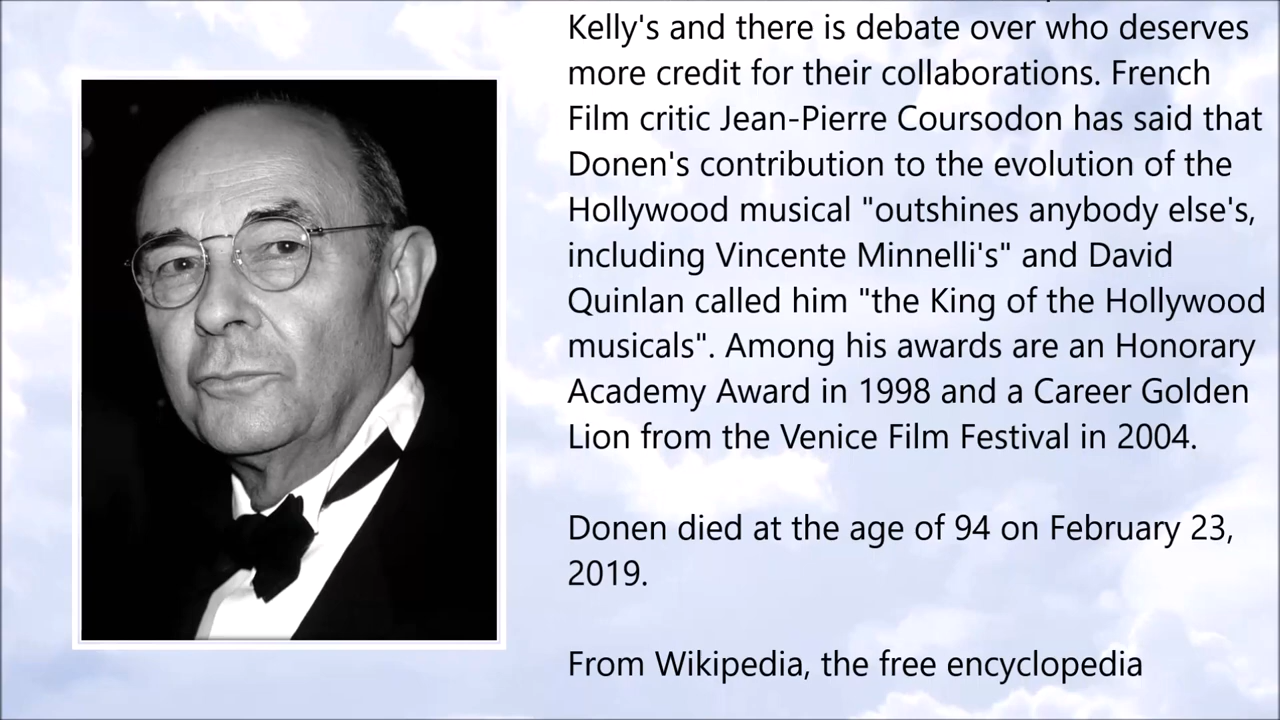 Kelly's and there is debate over who deserves
more credit for their collaborations. French
Film critic Jean-Pierre Coursodon has said that
Donen's contribution to the evolution of the
Hollywood musical "outshines anybody else's,
including Vincente Minnelli's" and David
Quinlan called him "the King of the Hollywood
musicals". Among his awards are an Honorary
Academy Award in 1998 and a Career Golden
Lion from the Venice Film Festival in 2004.
Donen died at the age of 94 on February 23,
2019.
From Wikipedia, the free encyclopedia